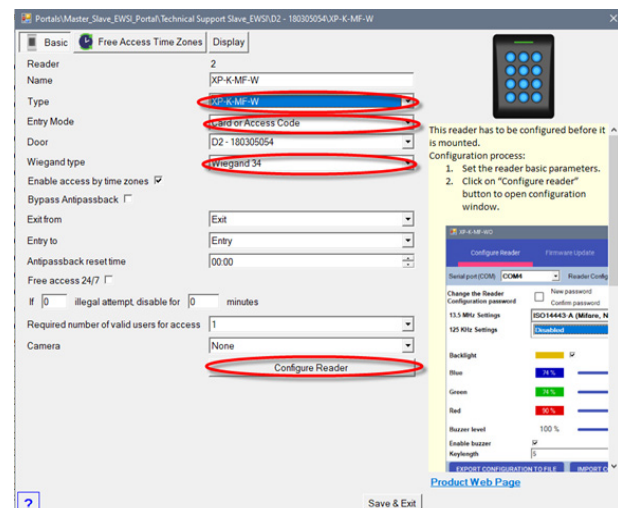 Portals\Master_Slave_EWSI_Portal\Technical Support Slave_EWSI\D2 - 180305054\XP-K-MF-W
Basic Free Access Time Zones Display
Reader 2
Name XP-K-MF-W
Type XP-K-MF-W
Entry Mode Card or Access Code
Door D2 - 180305054
Wiegand type Wiegand 34
Enable access by time zones
Bypass Antipassback
Exit from Exit
Entry to Entry
Antipassback reset time 00:00
Free access 24/7
If 0 illegal attempt, disable for 0 minutes
Required number of valid users for access 1
Camera None
Configure Reader
?
Save & Exit
This reader has to be configured before it
is mounted.
Configuration process:
1. Set the reader basic parameters.
2. Click on "Configure reader"
button to open configuration
window.
XP-K-MF-WO
Configure Reader Firmware Update
Serial port (COM) COM4 Reader Config
Change the Reader
Configuration password
New password
Confirm password
13.5 MHz Settings ISO14443-A (Mifare, N
125 KHz Settings Disabled
Backlight
Blue 74 %
Green 74 %
Red 90 %
Buzzer level 100 %
Enable buzzer
Keylength 5
EXPORT CONFIGURATION TO FILE IMPORT C
Product Web Page